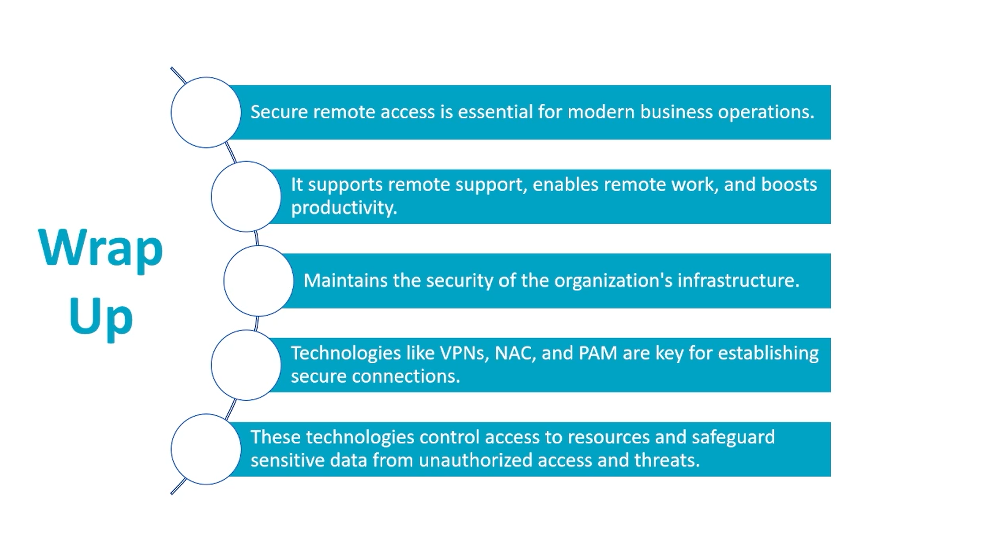 Wrap
Up
Secure remote access is essential for modern business operations.
It supports remote support, enables remote work, and boosts
productivity.
Maintains the security of the organization's infrastructure.
Technologies like VPNs, NAC, and PAM are key for establishing
secure connections.
These technologies control access to resources and safeguard
sensitive data from unauthorized access and threats.